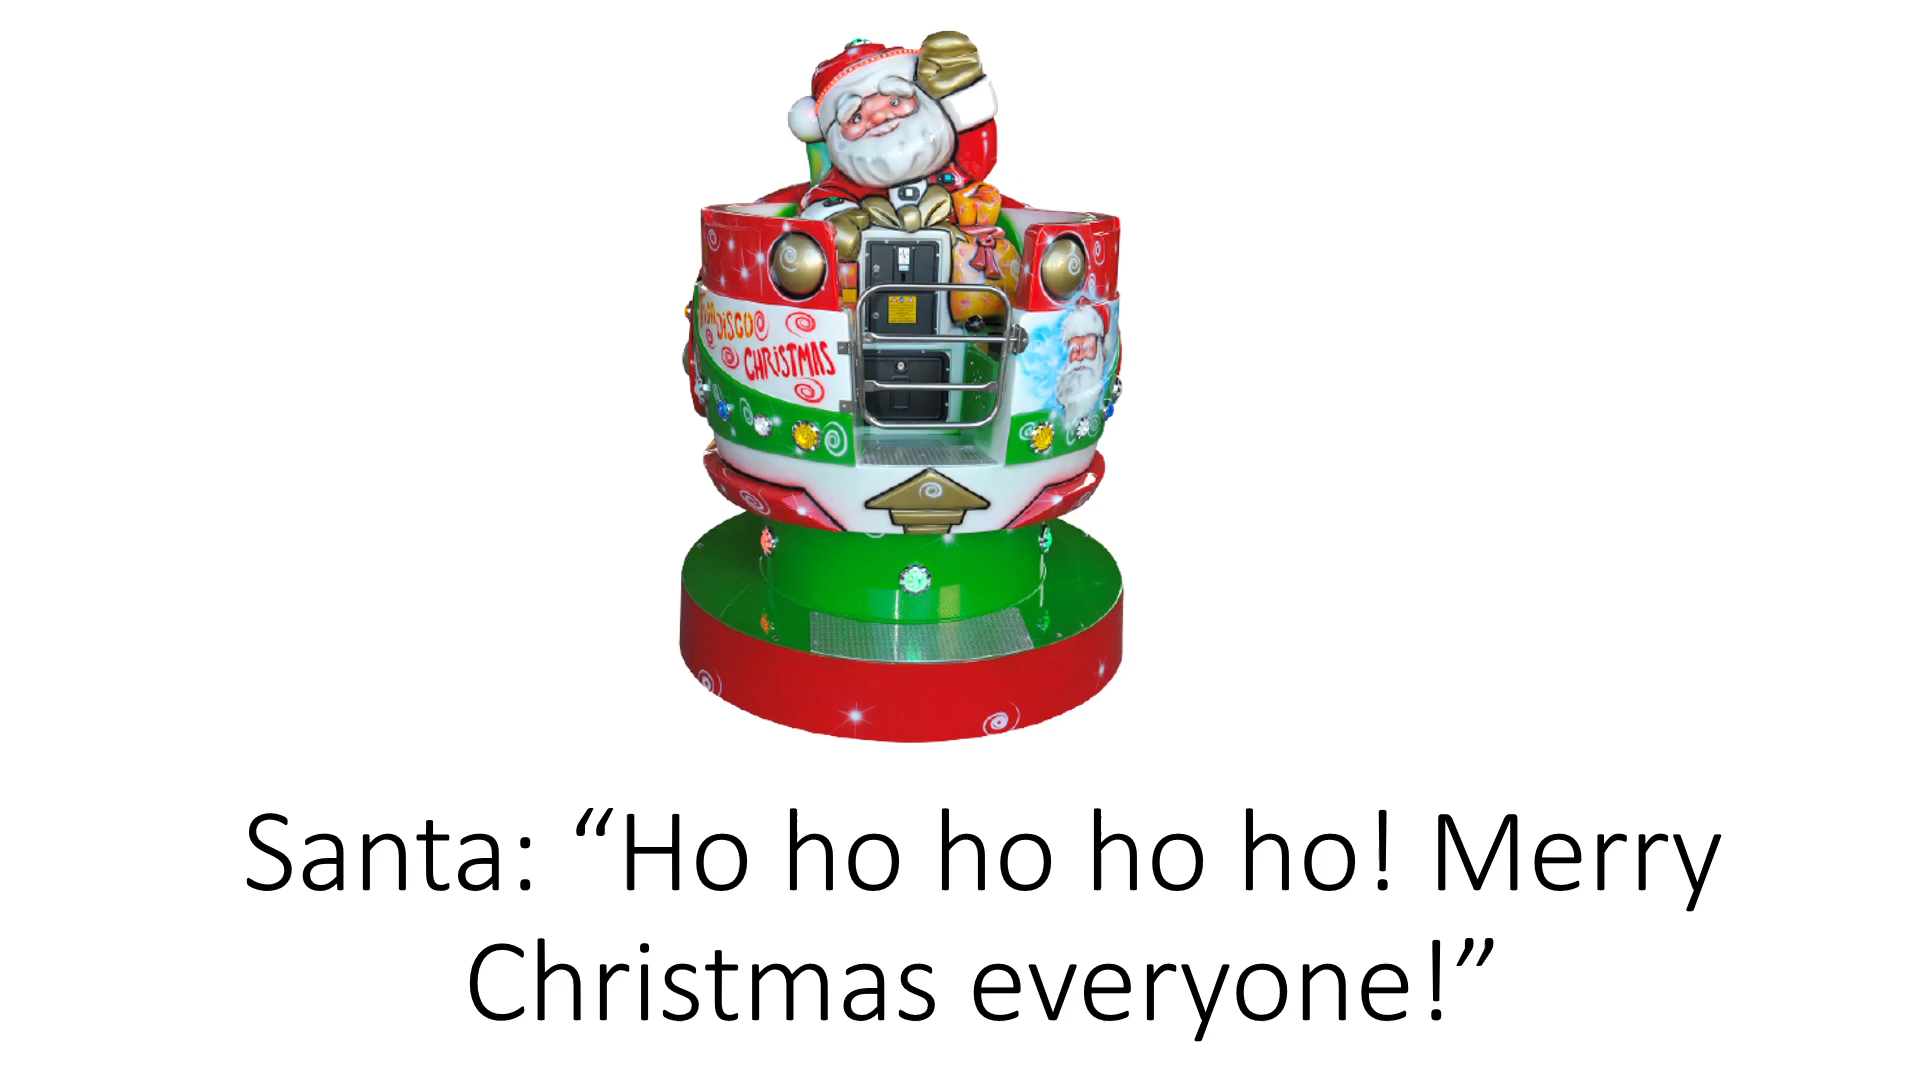 DISCO
CHRISTMAS
Santa: “Ho ho ho ho ho! Merry
Christmas everyone!”